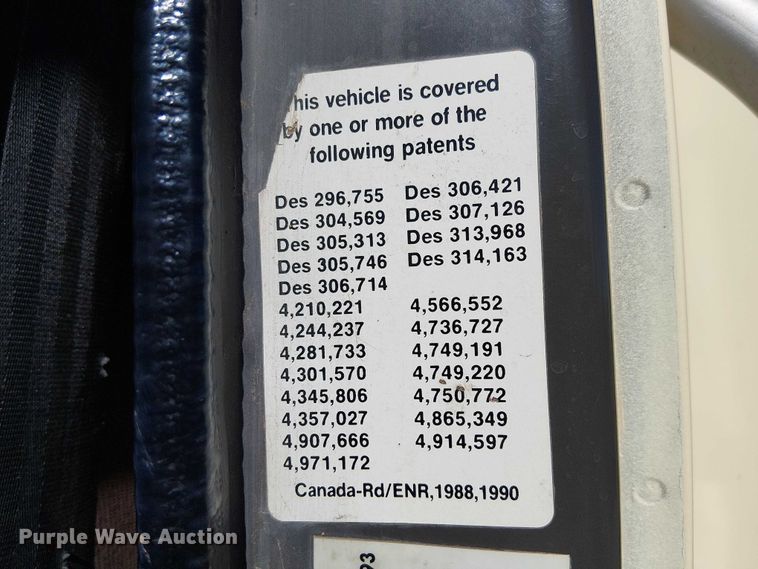 his vehicle is covered
by one or more of the
following patents
Des 296,755 Des 306,421
Des 304,569 Des 307,126
Des 305,313 Des 313,968
Des 305,746 Des 314,163
Des 306,714
4,210,221 4,566,552
4,244,237 4,736,727
4,281,733 4,749,191
4,301,570 4,749,220
4,345,806 4,750,772
4,357,027 4,865,349
4,907,666 4,914,597
4,971,172
Canada-Rd/ENR,1988,1990
Purple Wave Auction